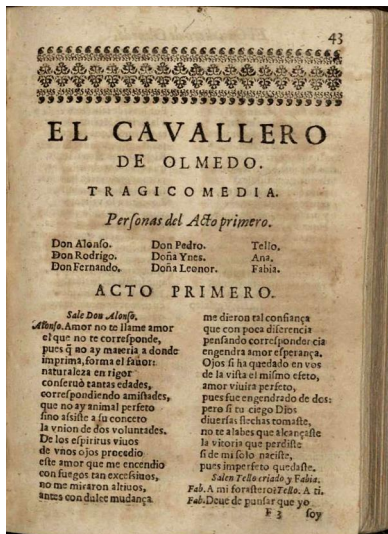 43
EL CAVALLERO
DE OLMEDO.
TRAGICOMEDIA.
Personas del Acto primero.
Don Alonso. Don Pedro. Tello.
Don Rodrigo. Doña Ynes. Ana.
Don Fernando. Doña Leonor. Fabia.
ACTO PRIMERO.
Sale Don Alonso.
Alonso. Amor no te llame amor
el que no te corresponde,
pues q̃ no ay materia a donde
imprima, forma el fauor:
naturaleza en rigor
conseruò tantas edades,
correspondiendo amistades,
que no ay animal perfeto
sino assiste a su conceto
la vnion de dos voluntades.
De los espiritus viuos
de vnos ojos procedio
este amor que me encendio
con fuegos tan excessiuos,
no me miraron altiuos,
antes con dulce mudança
me dieron tal confiança
que con poca diferencia
pensando correspondencia
engendra amor esperança.
Ojos si ha quedado en vos
de la vista el mismo efeto,
amor viuira perfeto,
pues fue engendrado de dos:
pero si tu ciego Dios
diuersas flechas tomaste,
no te alabes que alcançaste
la vitoria que perdiste
si de mi solo naciste,
pues imperfeto quedaste.
Salen Tello criado y Fabia.
Fab. A mi forastero? Tello. A ti.
Fab. Deue de pensar que yo
F 3 soy